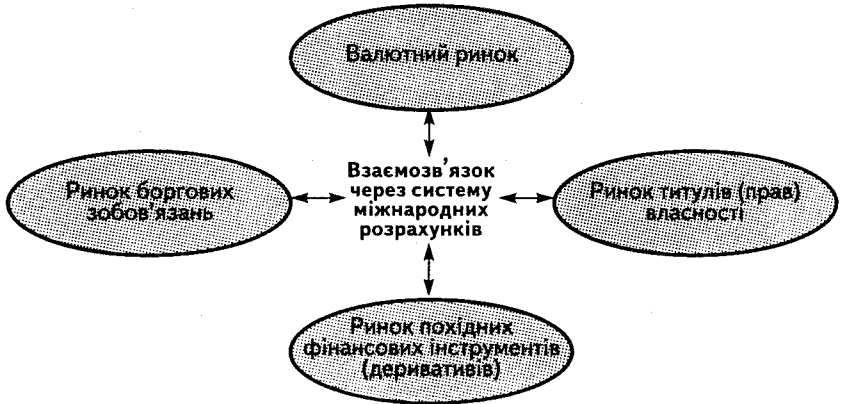 Валютний ринок
Ринок боргових
зобов'язань
Взаємозв'язок
через систему
міжнародних
розрахунків
Ринок титулів (прав)
власності
Ринок похідних
фінансових інструментів
(деривативів)